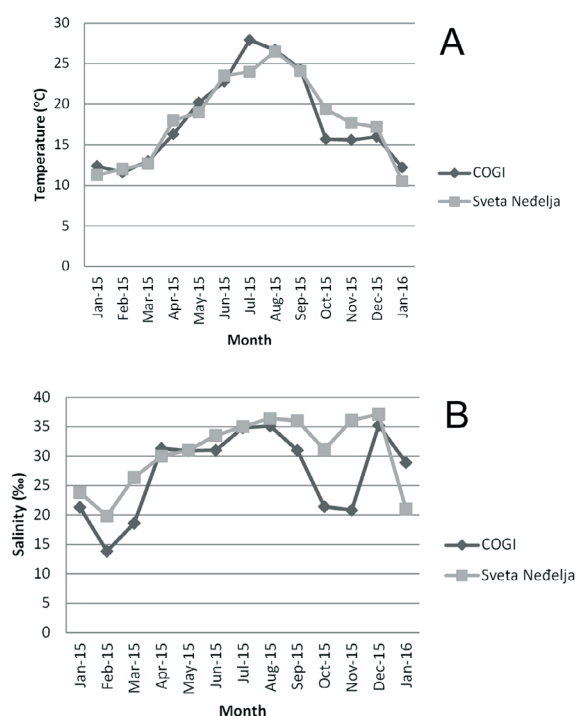 A
30
25
20
15
10
5
0
Temperature (°C)
Jan-15
Feb-15
Mar-15
Apr-15
May-15
Jun-15
Jul-15
Aug-15
Sep-15
Oct-15
Nov-15
Dec-15
Jan-16
Month
COGI
Sveta Neđelja
B
40
35
30
25
20
15
10
5
0
Salinity (‰)
Jan-15
Feb-15
Mar-15
Apr-15
May-15
Jun-15
Jul-15
Aug-15
Sep-15
Oct-15
Nov-15
Dec-15
Jan-16
Month
COGI
Sveta Neđelja